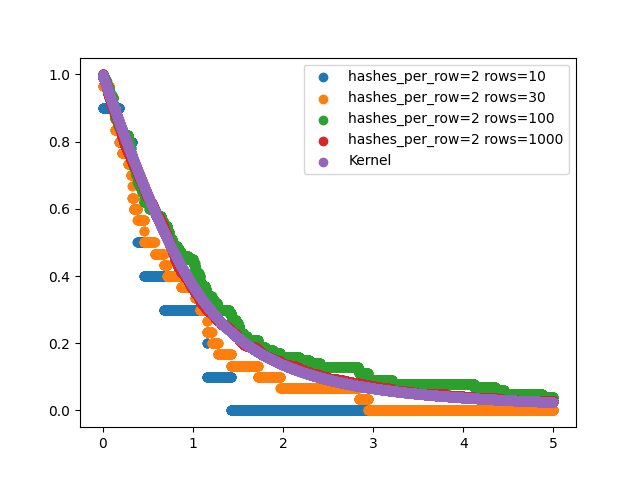 1.0
0.8
0.6
0.4
0.2
0.0
0
1
2
3
4
5
hashes_per_row=2 rows=10
hashes_per_row=2 rows=30
hashes_per_row=2 rows=100
hashes_per_row=2 rows=1000
Kernel